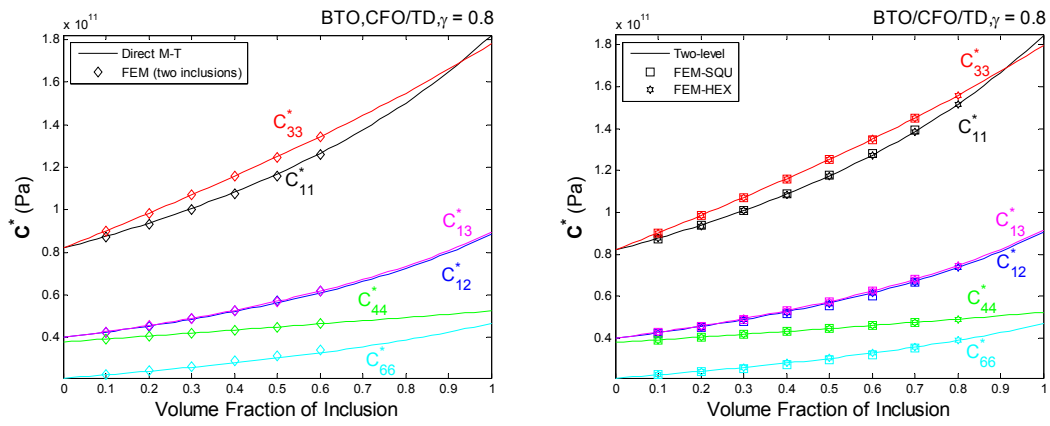 BTO,CFO/TD,γ = 0.8
x 10^11
Direct M-T
FEM (two inclusions)
C*33
C*11
C*13
C*12
C*44
C*66
1.8
1.6
1.4
1.2
1
0.8
0.6
0.4
C* (Pa)
0 0.1 0.2 0.3 0.4 0.5 0.6 0.7 0.8 0.9 1
Volume Fraction of Inclusion
BTO/CFO/TD,γ = 0.8
x 10^11
Two-level
FEM-SQU
FEM-HEX
C*33
C*11
C*13
C*12
C*44
C*66
1.8
1.6
1.4
1.2
1
0.8
0.6
0.4
C* (Pa)
0 0.1 0.2 0.3 0.4 0.5 0.6 0.7 0.8 0.9 1
Volume Fraction of Inclusion